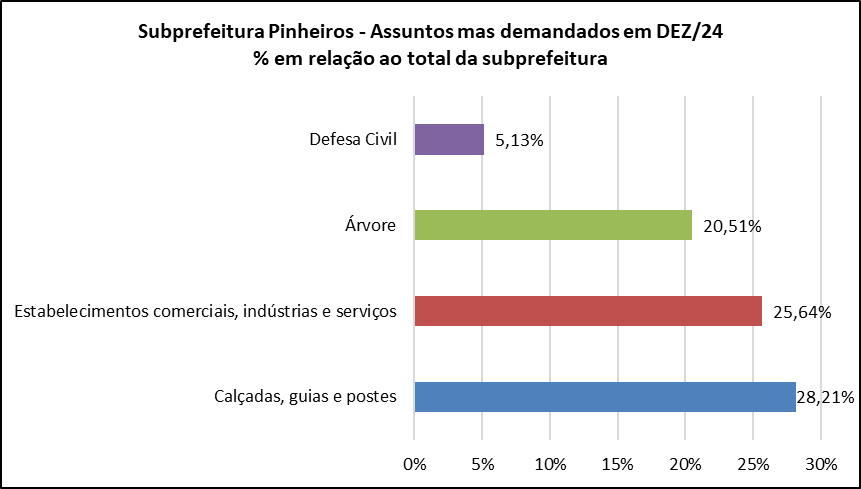 Subprefeitura Pinheiros - Assuntos mas demandados em DEZ/24
% em relação ao total da subprefeitura
Defesa Civil 5,13%
Árvore 20,51%
Estabelecimentos comerciais, indústrias e serviços 25,64%
Calçadas, guias e postes 28,21%
0% 5% 10% 15% 20% 25% 30%